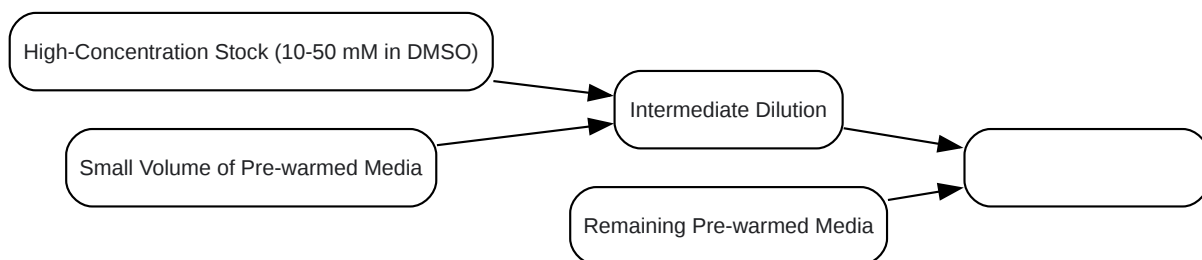 High-Concentration Stock (10-50 mM in DMSO)
Intermediate Dilution
Small Volume of Pre-warmed Media
Remaining Pre-warmed Media